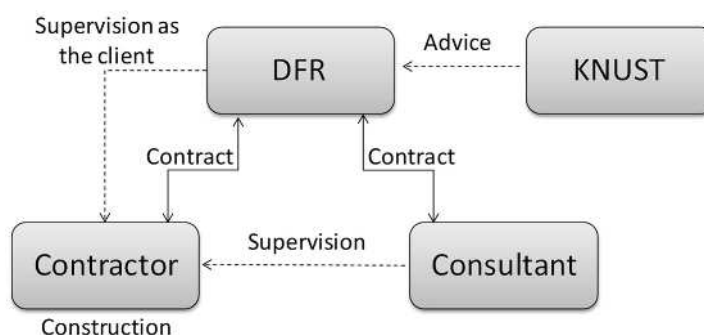 Supervision as
the client
DFR
Advice
KNUST
Contract
Contract
Contractor
Supervision
Consultant
Construction